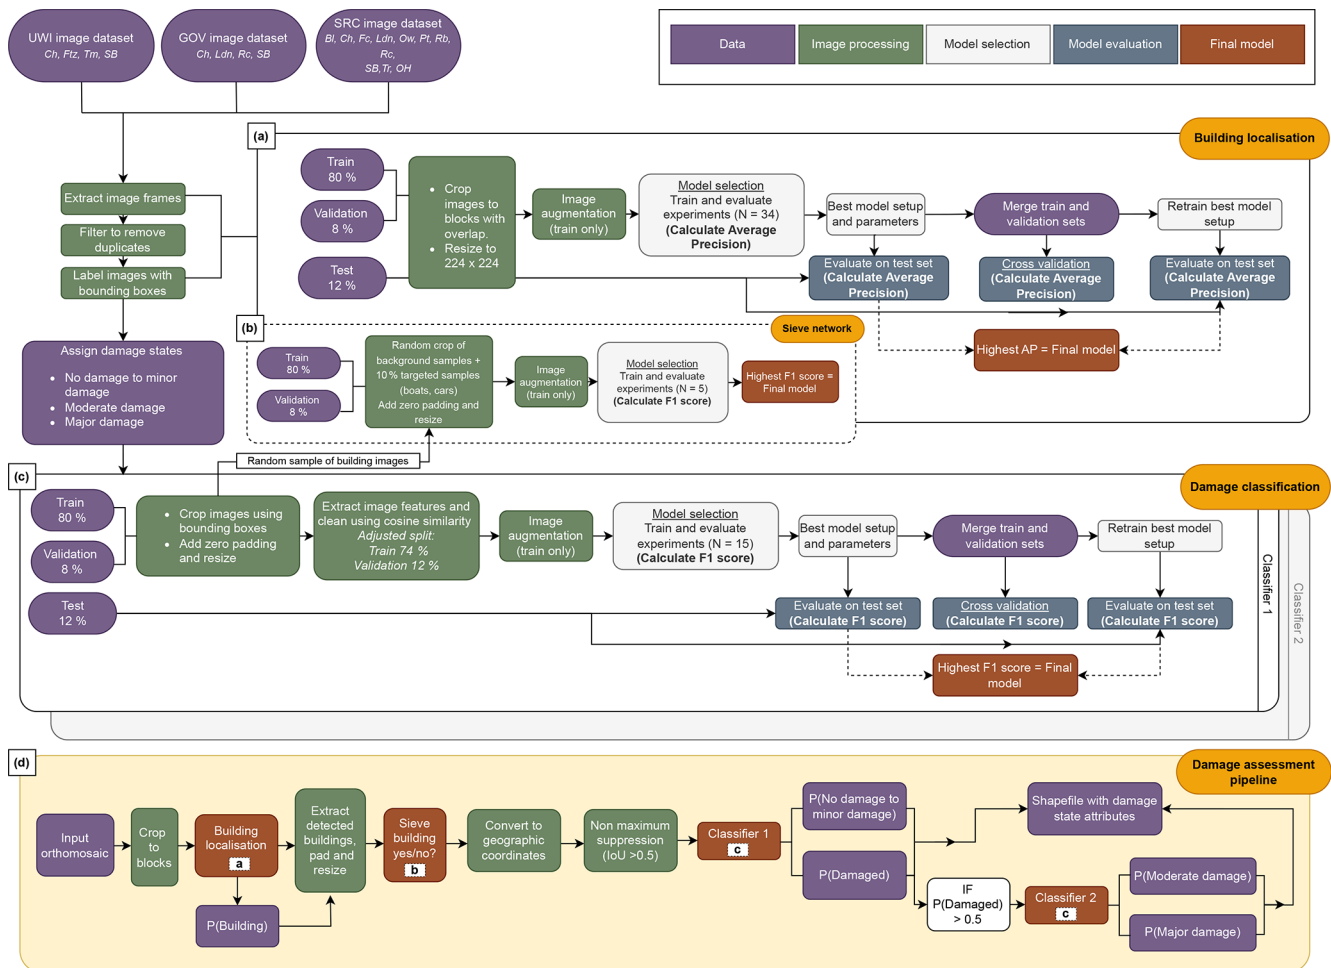 UWI image dataset
Ch, Ftz, Tm, SB
GOV image dataset
Ch, Ldn, Rc, SB
SRC image dataset
Bl, Ch, Fc, Ldn, Ow, Pt, Rb,
Rc,
SB,Tr, OH
Data
Image processing
Model selection
Model evaluation
Final model
Extract image frames
Filter to remove
duplicates
Label images with
bounding boxes
Assign damage states
• No damage to minor
damage
• Moderate damage
• Major damage
(a)
Building localisation
Train
80 %
Validation
8 %
Test
12 %
• Crop
images to
blocks with
overlap.
• Resize to
224 x 224
Image
augmentation
(train only)
Model selection
Train and evaluate
experiments (N = 34)
(Calculate Average
Precision)
Best model setup
and parameters
Merge train and
validation sets
Retrain best model
setup
Evaluate on test set
(Calculate Average
Precision)
Cross validation
(Calculate Average
Precision)
Evaluate on test set
(Calculate Average
Precision)
Highest AP = Final model
(b)
Sieve network
Train
80 %
Validation
8 %
Random crop of
background samples +
10 % targeted samples
(boats, cars)
Add zero padding and
resize
Image
augmentation
(train only)
Model selection
Train and evaluate
experiments (N = 5)
(Calculate F1 score)
Highest F1 score =
Final model
Random sample of building images
(c)
Damage classification
Train
80 %
Validation
8 %
Test
12 %
• Crop images using
bounding boxes
• Add zero padding
and resize
Extract image features and
clean using cosine similarity
Adjusted split:
Train 74 %
Validation 12 %
Image
augmentation
(train only)
Model selection
Train and evaluate
experiments (N = 15)
(Calculate F1 score)
Best model setup
and parameters
Merge train and
validation sets
Retrain best model
setup
Evaluate on test set
(Calculate F1 score)
Cross validation
(Calculate F1 score)
Evaluate on test set
(Calculate F1 score)
Highest F1 score = Final
model
Classifier 1
Classifier 2
(d)
Damage assessment
pipeline
Input
orthomosaic
Crop
to
blocks
Building
localisation
a
P(Building)
Extract
detected
buildings,
pad and
resize
Sieve
building
yes/no?
b
Convert to
geographic
coordinates
Non maximum
suppression
(IoU >0.5)
Classifier 1
c
P(No damage to
minor damage)
P(Damaged)
IF
P(Damaged)
> 0.5
Classifier 2
c
Shapefile with damage
state attributes
P(Moderate damage)
P(Major damage)